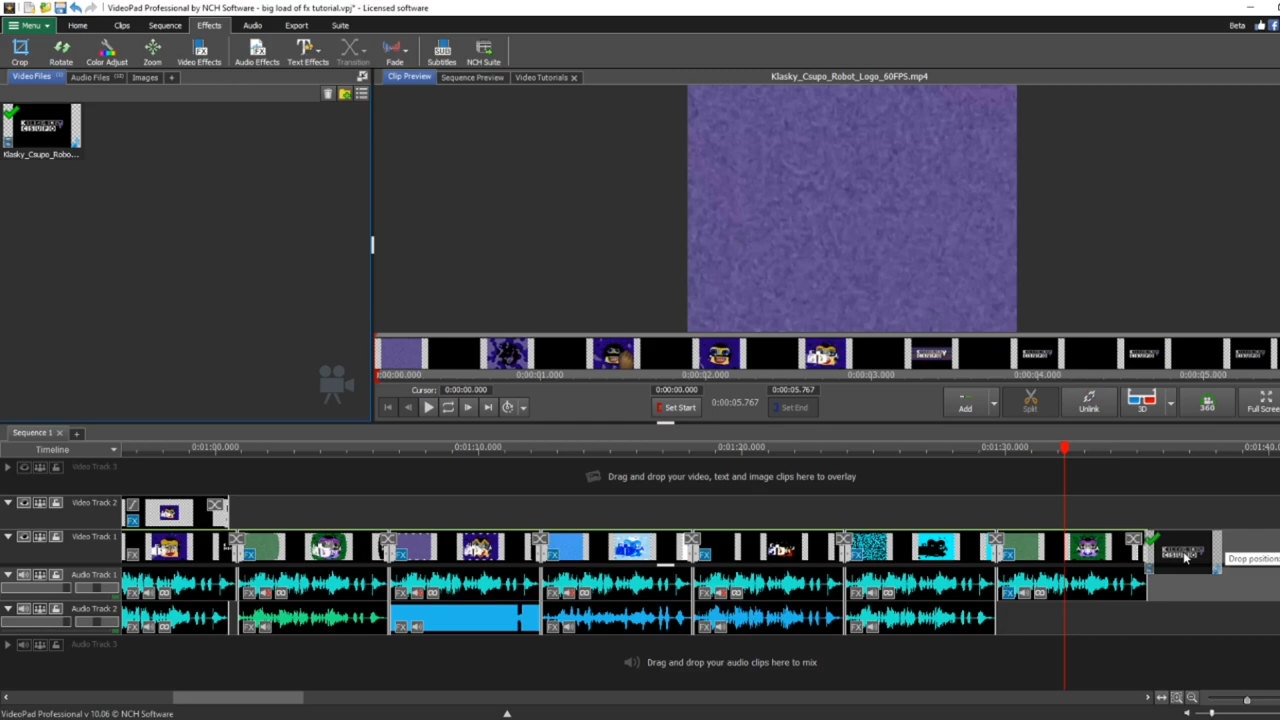 VideoPad Professional by NCH Software - big load of fx tutorial.vpj* - Licensed software
Menu Home Clips Sequence Effects Audio Export Suite Beta
Crop Rotate Color Adjust Zoom Video Effects Audio Effects Text Effects Transition Fade Subtitles NCH Suite
Video Files Audio Files Images +
Clip Preview Sequence Preview Video Tutorials Klasky_Csupo_Robot_Logo_60FPS.mp4
Klasky_Csupo_Robo...
0:00:00.000 0:00:01.000 0:00:02.000 0:00:03.000 0:00:04.000 0:00:05.000
Cursor: 0:00:00.000 0:00:00.000 0:00:05.767
Set Start 0:00:05.767 Set End
Add Split Unlink 3D 360 Full Scree
Sequence 1 +
Timeline 0:01:00.000 0:01:10.000 0:01:20.000 0:01:30.000 0:01:40.0
Video Track 3 Drag and drop your video, text and image clips here to overlay
Video Track 2
Video Track 1
Drop position:
Audio Track 1
Audio Track 2
Audio Track 3 Drag and drop your audio clips here to mix
VideoPad Professional v 10.06 © NCH Software